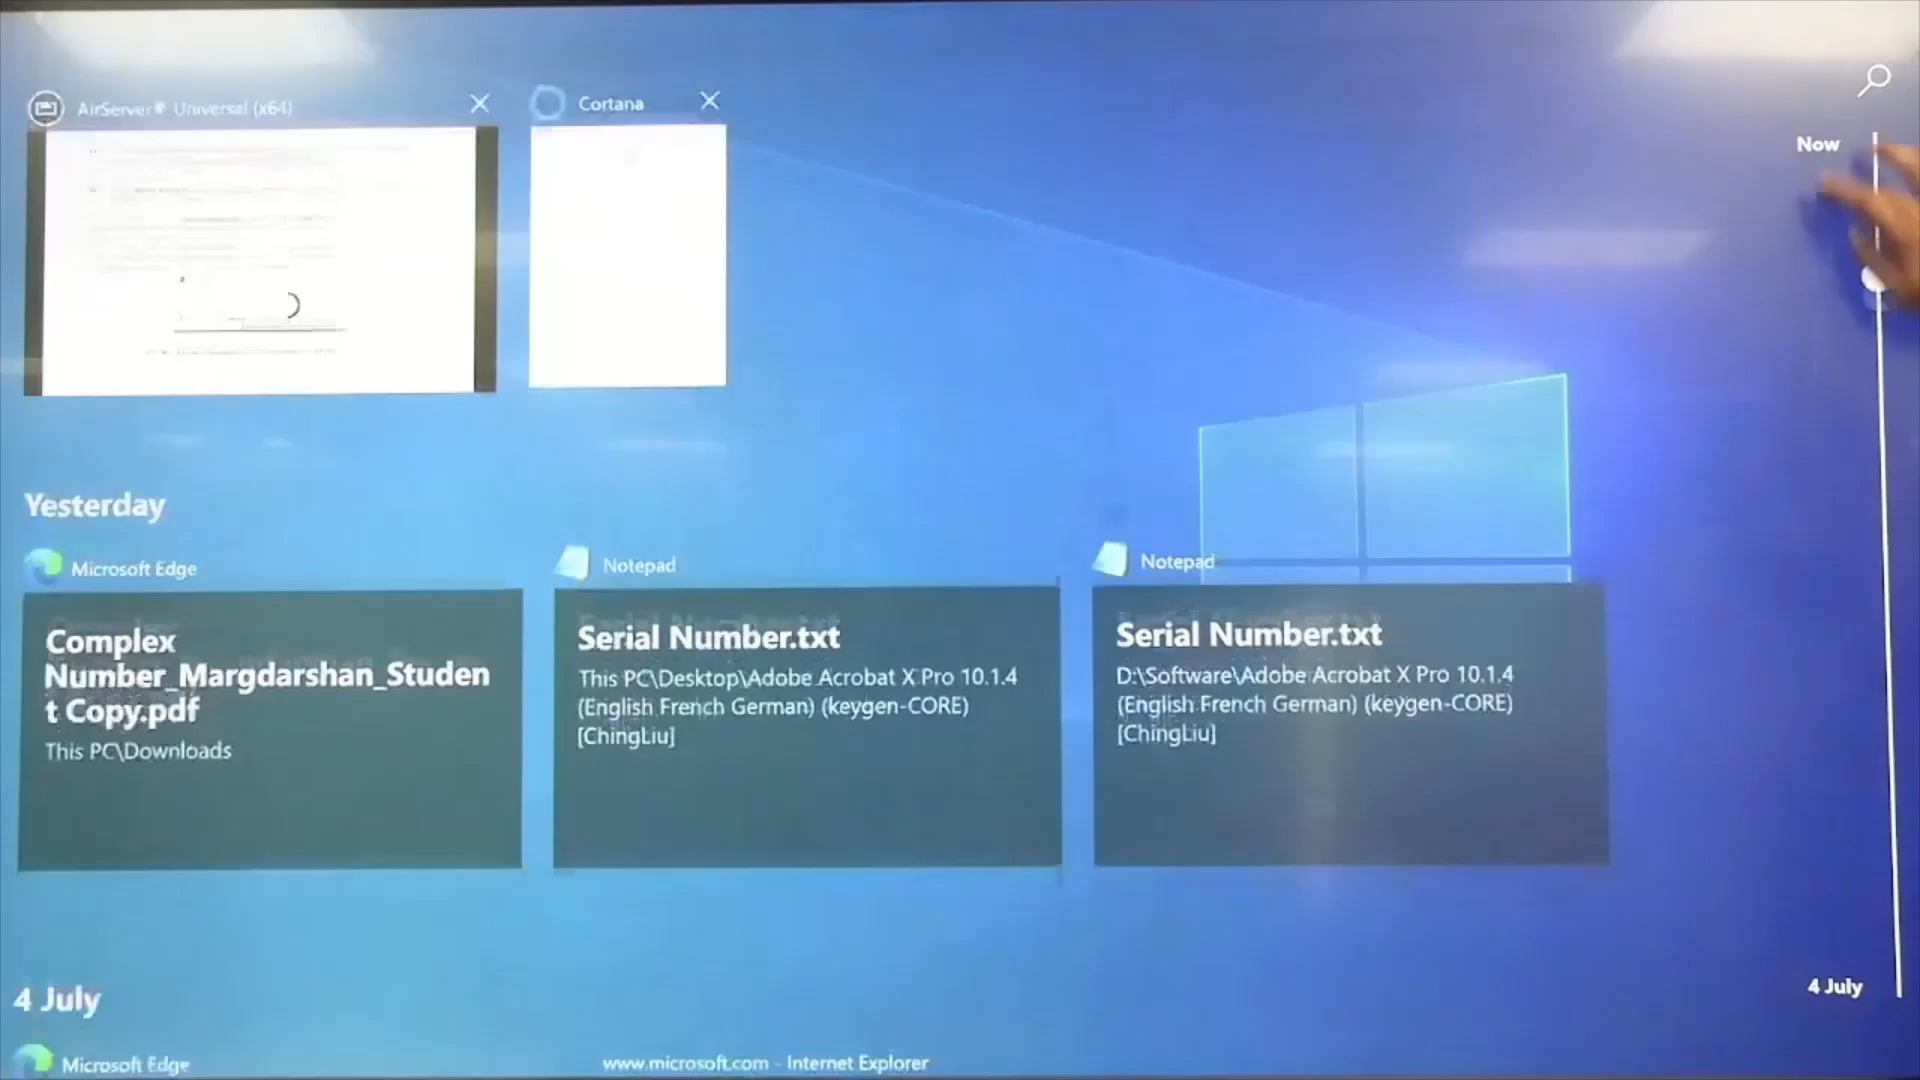 AirServer® Universal (x64)
Cortana
Now
Yesterday
Microsoft Edge
Notepad
Notepad
Complex
Number_Margdarshan_Studen
t Copy.pdf
This PC\Downloads
Serial Number.txt
This PC\Desktop\Adobe Acrobat X Pro 10.1.4
(English French German) (keygen-CORE)
[ChingLiu]
Serial Number.txt
D:\Software\Adobe Acrobat X Pro 10.1.4
(English French German) (keygen-CORE)
[ChingLiu]
4 July
4 July
Microsoft Edge
www.microsoft.com - Internet Explorer